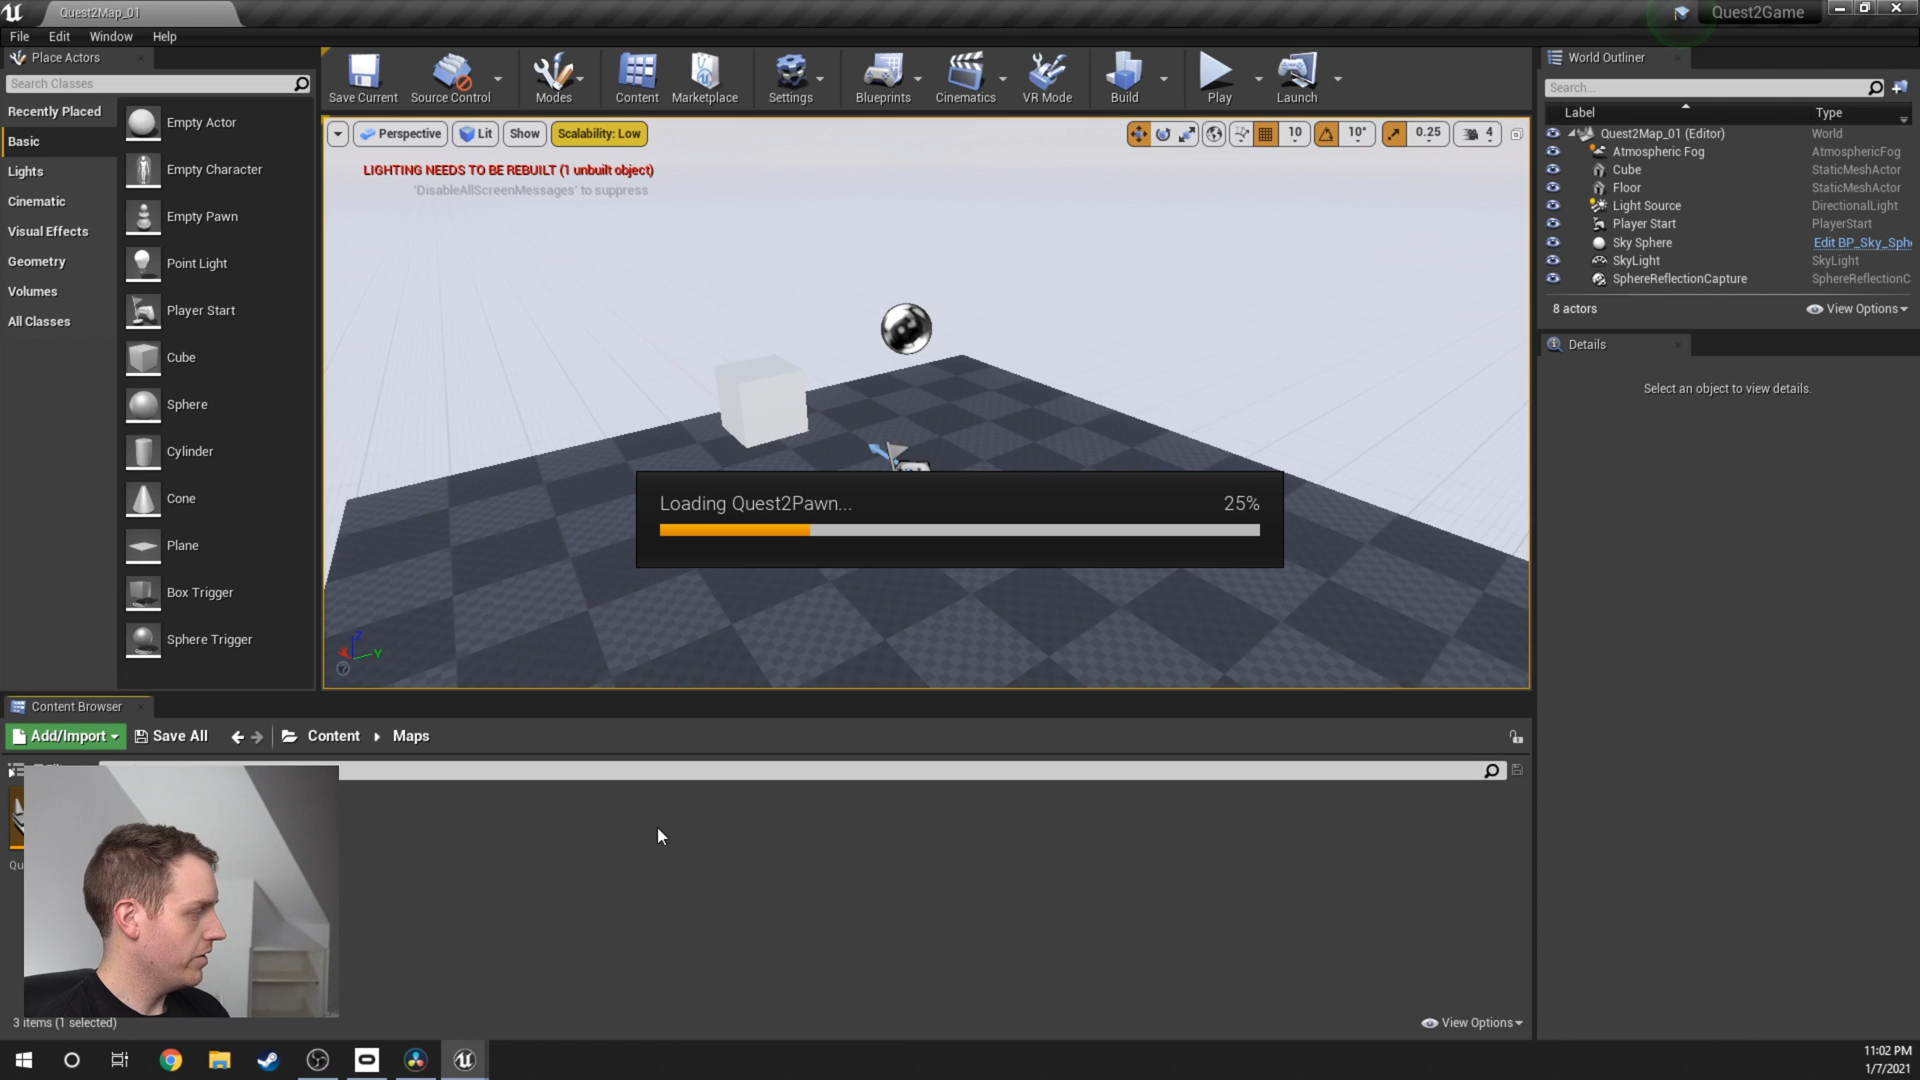 Quest2Map_01
Quest2Game
File Edit Window Help
Place Actors
Search Classes
Recently Placed
Basic
Lights
Cinematic
Visual Effects
Geometry
Volumes
All Classes
Empty Actor
Empty Character
Empty Pawn
Point Light
Player Start
Cube
Sphere
Cylinder
Cone
Plane
Box Trigger
Sphere Trigger
Save Current Source Control Modes Content Marketplace Settings Blueprints Cinematics VR Mode Build Play Launch
Perspective Lit Show Scalability: Low
10 10° 0.25 4
LIGHTING NEEDS TO BE REBUILT (1 unbuilt object)
'DisableAllScreenMessages' to suppress
Loading Quest2Pawn... 25%
Z
Y
World Outliner
Search...
Label Type
Quest2Map_01 (Editor) World
Atmospheric Fog AtmosphericFog
Cube StaticMeshActor
Floor StaticMeshActor
Light Source DirectionalLight
Player Start PlayerStart
Sky Sphere Edit BP_Sky_Sph
SkyLight SkyLight
SphereReflectionCapture SphereReflectionC
8 actors View Options
Details
Select an object to view details.
Content Browser
Add/Import Save All Content Maps
Qu
3 items (1 selected) View Options
11:02 PM
1/7/2021